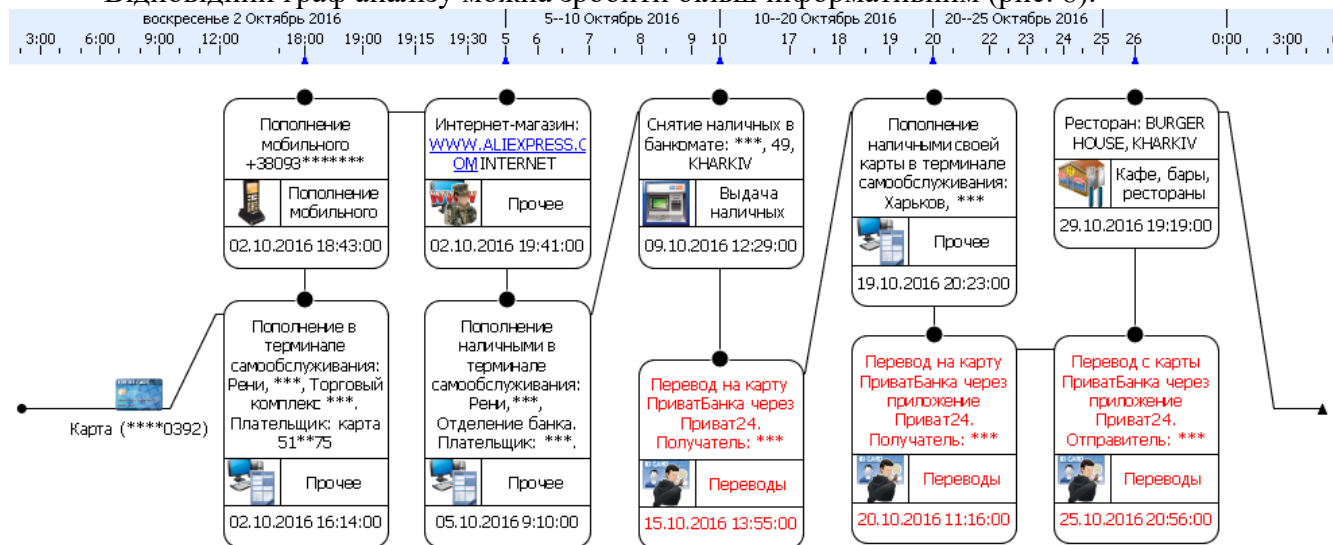 Відповідний граф аналізу можна зробити більш інформативним (рис. 8).
воскресенье 2 Октябрь 2016
5--10 Октябрь 2016
10--20 Октябрь 2016
20--25 Октябрь 2016
3:00 6:00 9:00 12:00 18:00 19:00 19:15 19:30 5 6 7 8 9 10 17 18 19 20 22 23 24 25 26 0:00 3:00
Пополнение
мобильного
+38093*******
Пополнение
мобильного
02.10.2016 18:43:00
Интернет-магазин:
WWW.ALIEXPRESS.C
OM INTERNET
Прочее
02.10.2016 19:41:00
Снятие наличных в
банкомате: ***, 49,
KHARKIV
Выдача
наличных
09.10.2016 12:29:00
Пополнение
наличными своей
карты в терминале
самообслуживания:
Харьков, ***
Прочее
19.10.2016 20:23:00
Ресторан: BURGER
HOUSE, KHARKIV
Кафе, бары,
рестораны
29.10.2016 19:19:00
Карта (****0392)
Пополнение в
терминале
самообслуживания:
Рени, ***, Торговый
комплекс ***.
Плательщик: карта
51**75
Прочее
02.10.2016 16:14:00
Пополнение
наличными в
терминале
самообслуживания:
Рени,***,
Отделение банка.
Плательщик: ***.
Прочее
05.10.2016 9:10:00
Перевод на карту
ПриватБанка через
Приват24.
Получатель: ***
Переводы
15.10.2016 13:55:00
Перевод на карту
ПриватБанка через
приложение
Приват24.
Получатель: ***
Переводы
20.10.2016 11:16:00
Перевод с карты
ПриватБанка через
приложение
Приват24.
Отправитель: ***
Переводы
25.10.2016 20:56:00